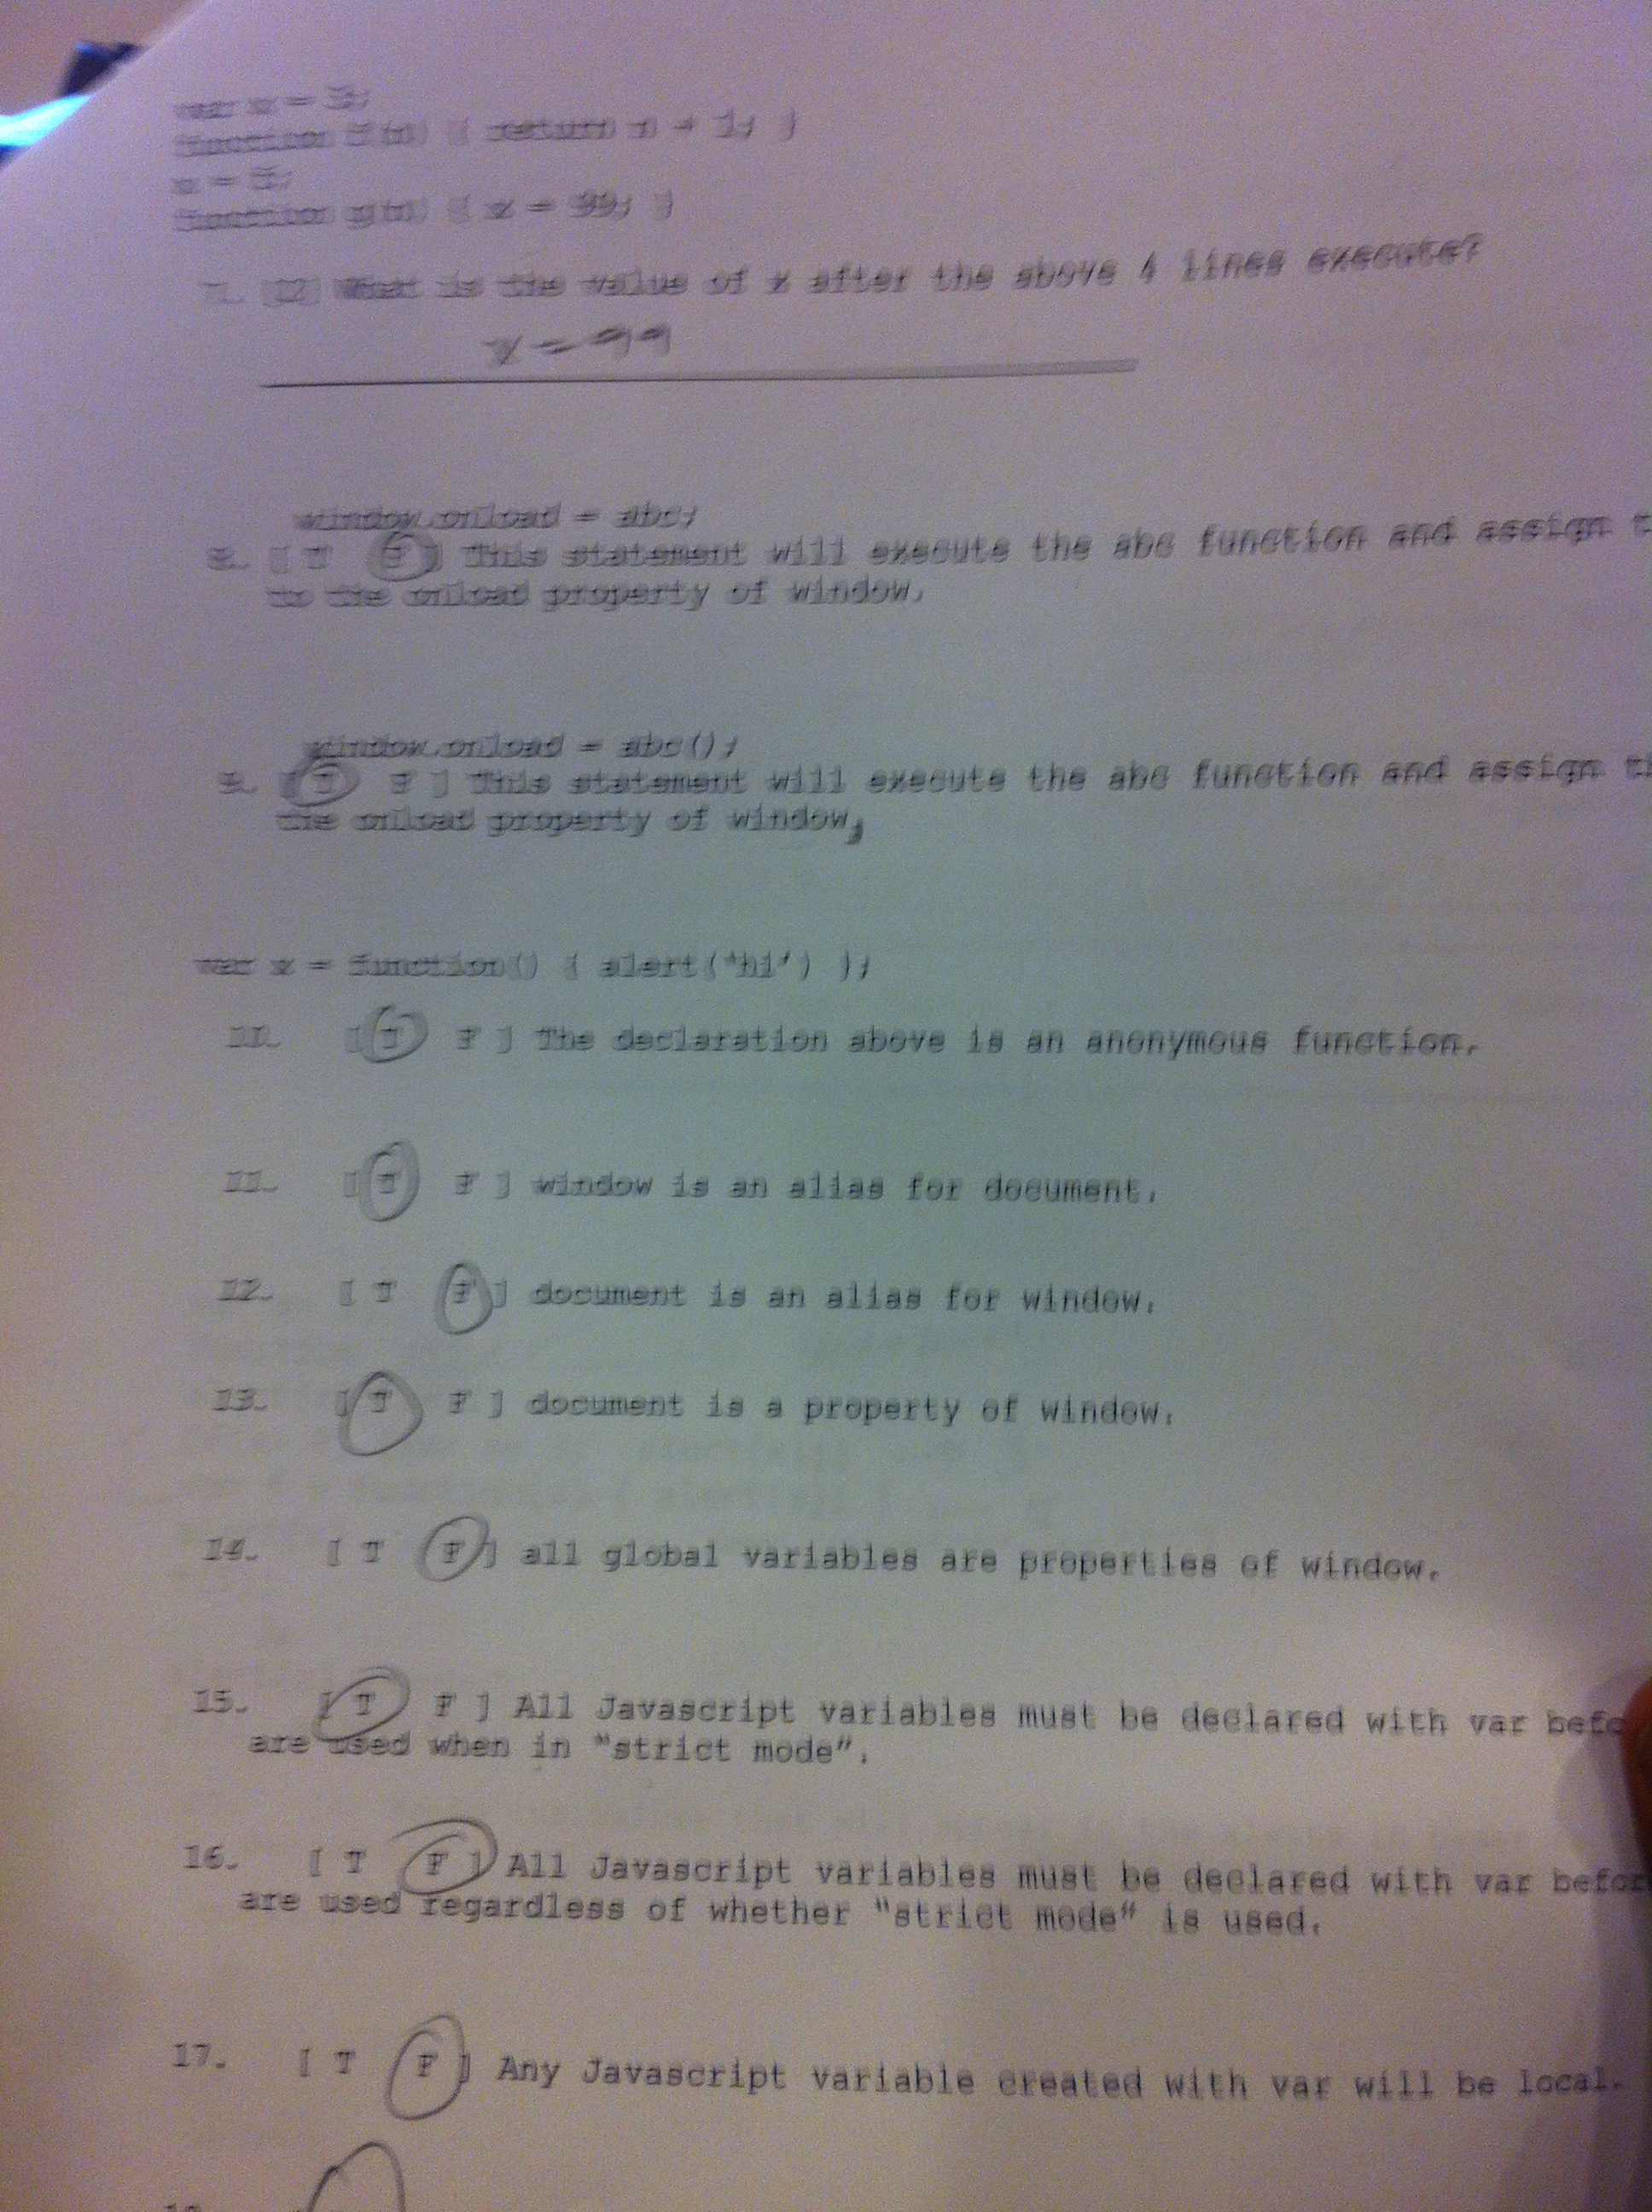 var x = 3;
function f(n) { return n + 1; }
x = 5;
function g(n) { x = 99; }
7. [2] What is the value of x after the above 4 lines execute?
x = 99
window.onload = abc;
8. [ T F ] This statement will execute the abc function and assign t
to the onload property of window.
window.onload = abc();
9. [ T F ] This statement will execute the abc function and assign th
the onload property of window.
var x = function() { alert('hi') };
10. [ T F ] The declaration above is an anonymous function.
11. [ T F ] window is an alias for document.
12. [ T F ] document is an alias for window.
13. [ T F ] document is a property of window.
14. [ T F ] all global variables are properties of window.
15. [ T F ] All Javascript variables must be declared with var befo
are used when in "strict mode".
16. [ T F ] All Javascript variables must be declared with var befor
are used regardless of whether "strict mode" is used.
17. [ T F ] Any Javascript variable created with var will be local.